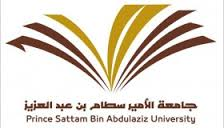 جامعة الأمير سطام بن عبد العزيز
Prince Sattam Bin Abdulaziz University